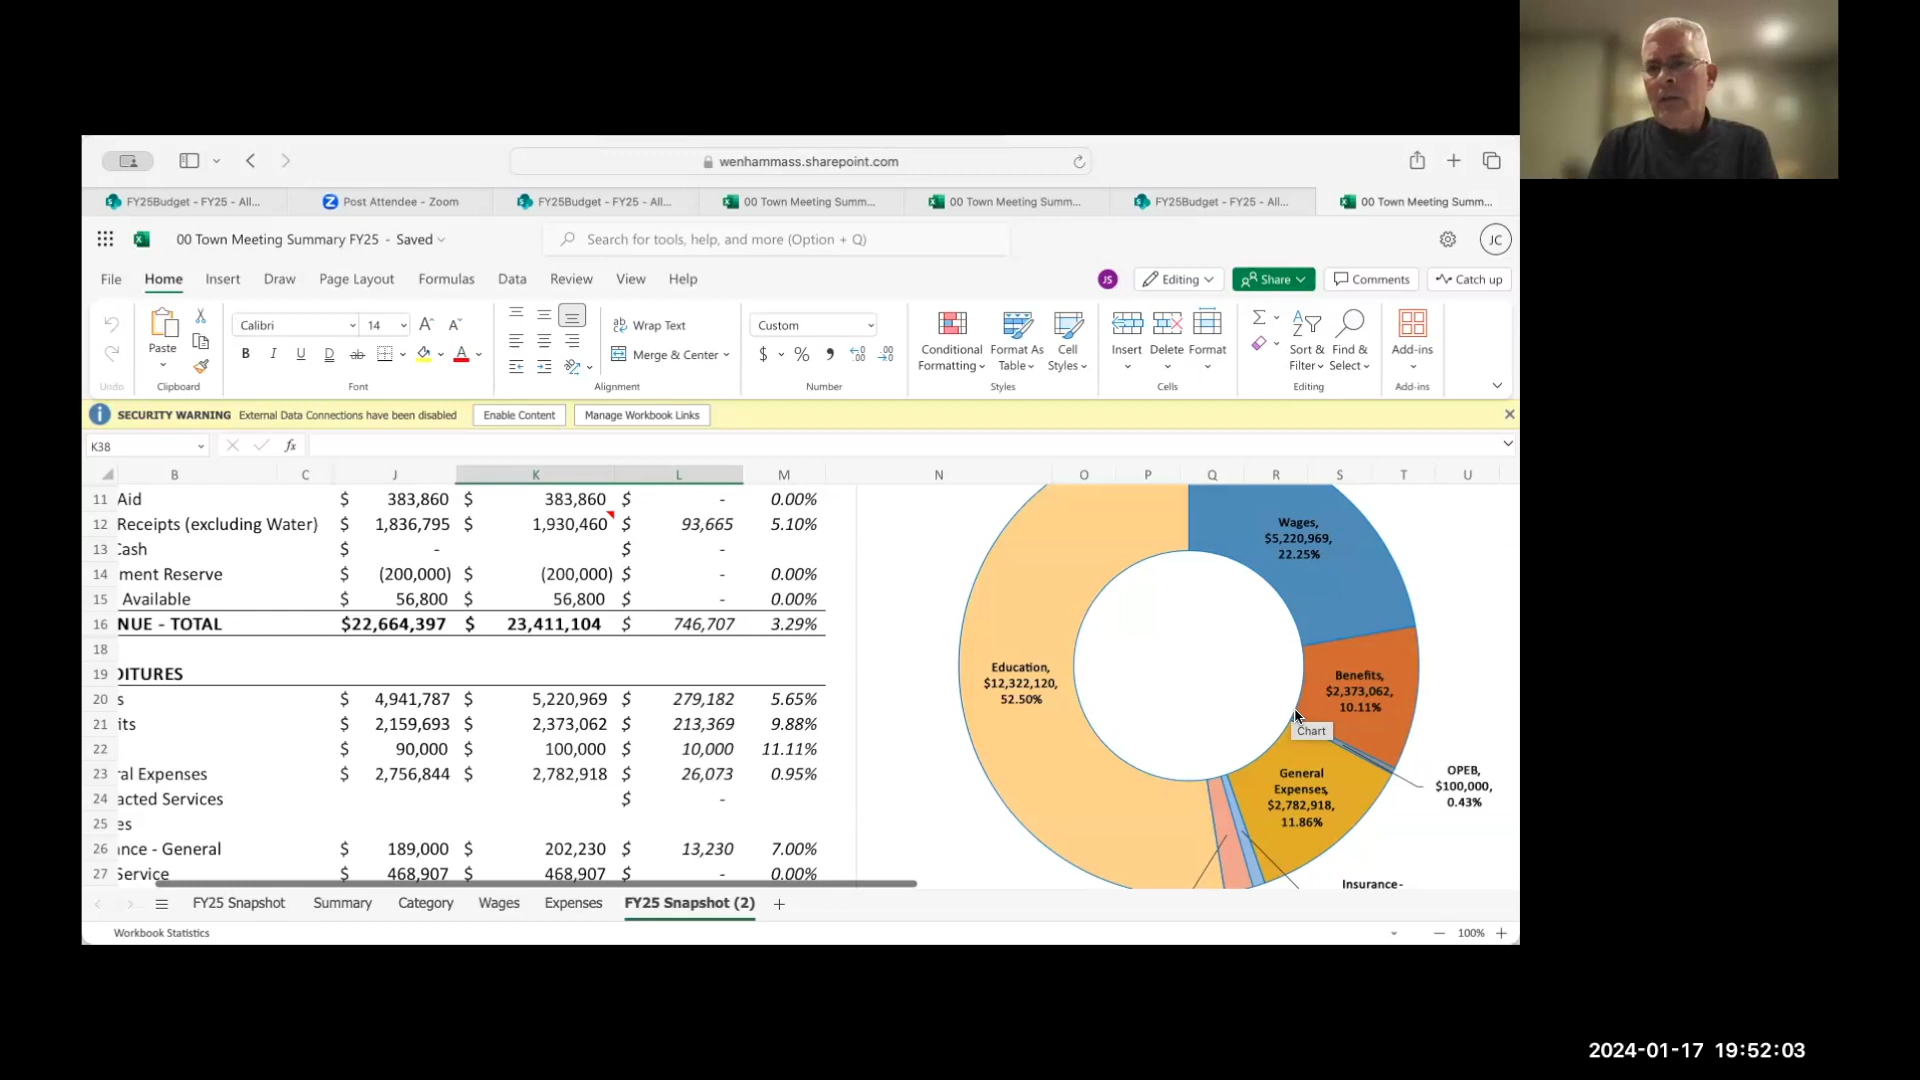 wenhammass.sharepoint.com
FY25Budget - FY25 - All... Post Attendee - Zoom FY25Budget - FY25 - All... 00 Town Meeting Summ... 00 Town Meeting Summ... FY25Budget - FY25 - All... 00 Town Meeting Summ...
00 Town Meeting Summary FY25 - Saved Search for tools, help, and more (Option + Q) JC
File Home Insert Draw Page Layout Formulas Data Review View Help JS Editing Share Comments Catch up
Calibri 14 A A Wrap Text Custom
Paste B I U D ab A Merge & Center $ % Conditional Formatting Format As Table Cell Styles Insert Delete Format Sort & Filter Find & Select Add-ins
Undo Clipboard Font Alignment Number Styles Cells Editing Add-ins
SECURITY WARNING External Data Connections have been disabled Enable Content Manage Workbook Links
K38 fx
B C J K L M N O P Q R S T U
11 Aid $ 383,860 $ 383,860 $ - 0.00%
12 Receipts (excluding Water) $ 1,836,795 $ 1,930,460 $ 93,665 5.10%
13 Cash $ - $ -
14 ment Reserve $ (200,000) $ (200,000) $ - 0.00%
15 Available $ 56,800 $ 56,800 $ - 0.00%
16 NUE - TOTAL $22,664,397 $ 23,411,104 $ 746,707 3.29%
18
19 DITURES
20 s $ 4,941,787 $ 5,220,969 $ 279,182 5.65%
21 its $ 2,159,693 $ 2,373,062 $ 213,369 9.88%
22 $ 90,000 $ 100,000 $ 10,000 11.11%
23 ral Expenses $ 2,756,844 $ 2,782,918 $ 26,073 0.95%
24 acted Services $ -
25 es
26 nce - General $ 189,000 $ 202,230 $ 13,230 7.00%
27 Service $ 468,907 $ 468,907 $ - 0.00%
Wages,
$5,220,969,
22.25%
Education,
$12,322,120,
52.50%
Benefits,
$2,373,062,
10.11%
Chart
OPEB,
$100,000,
0.43%
General
Expenses,
$2,782,918,
11.86%
Insurance-
FY25 Snapshot Summary Category Wages Expenses FY25 Snapshot (2)
Workbook Statistics 100%
2024-01-17 19:52:03